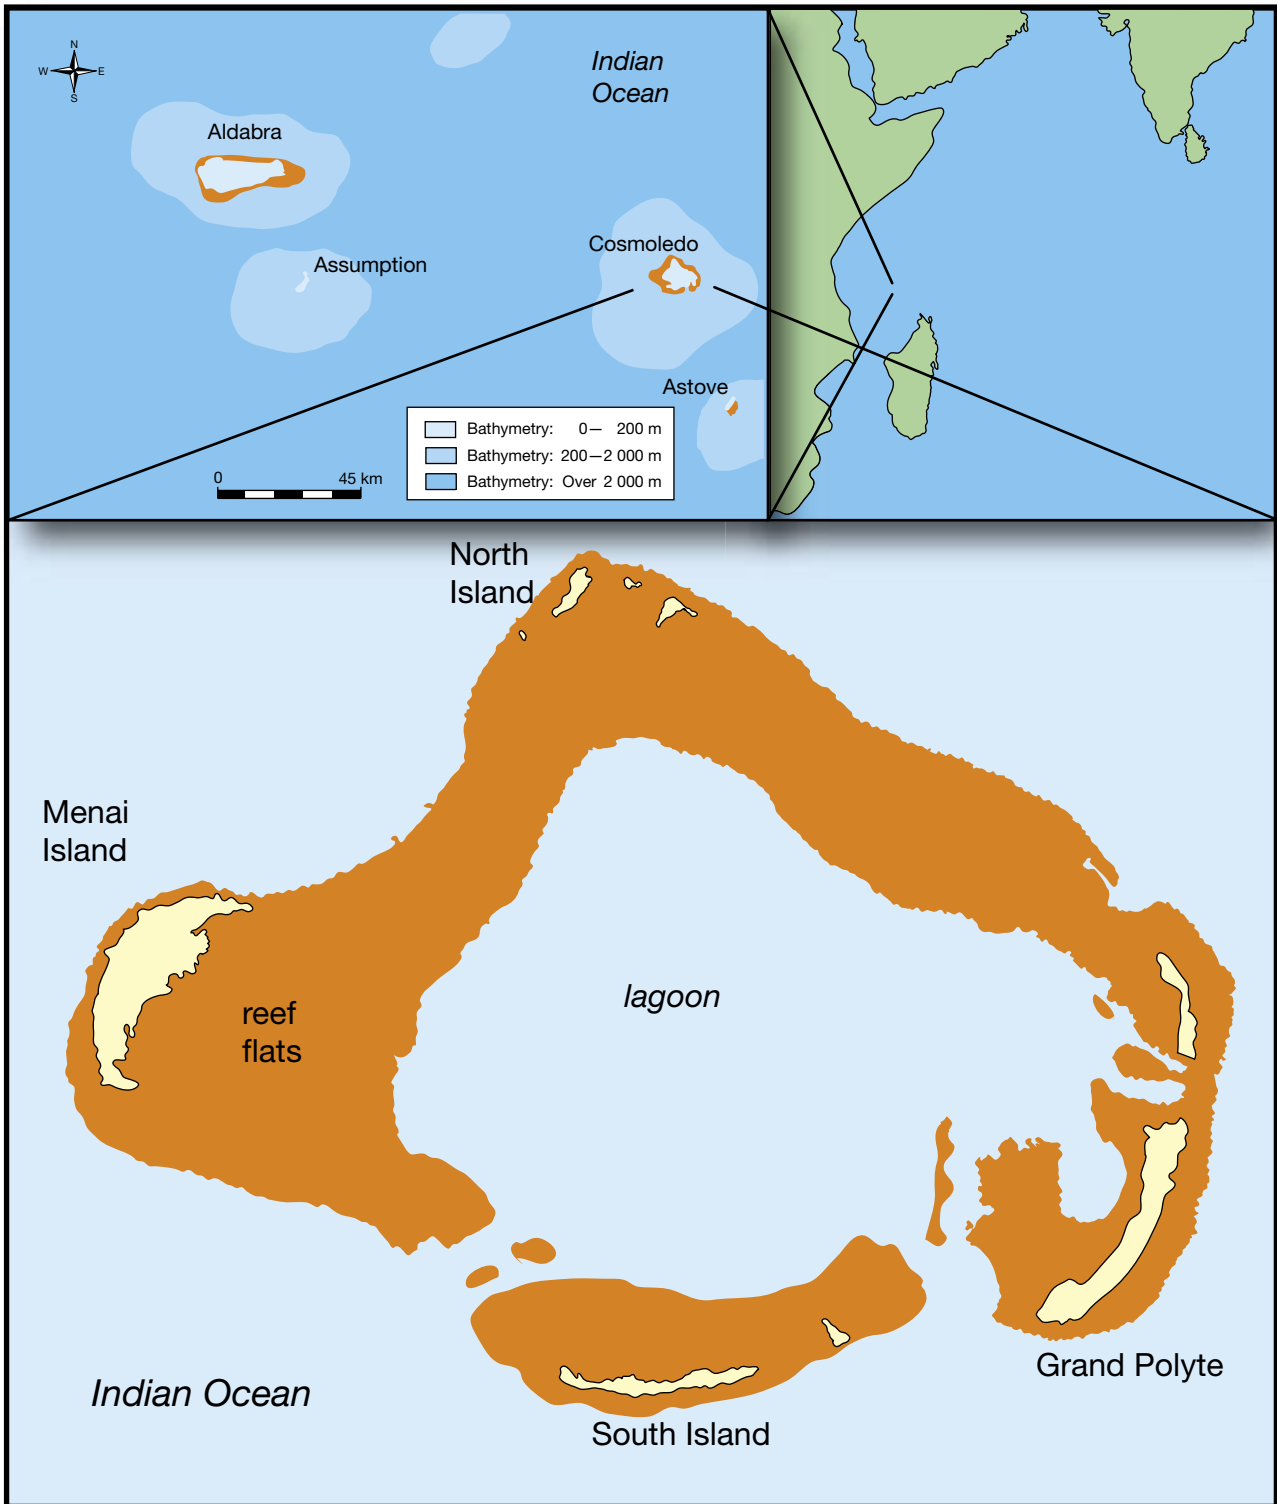 N
W E
S
Indian
Ocean
Aldabra
Assumption
Cosmoledo
Astove
Bathymetry: 0— 200 m
Bathymetry: 200—2 000 m
Bathymetry: Over 2 000 m
0 45 km
North
Island
Menai
Island
reef
flats
lagoon
Indian Ocean
Grand Polyte
South Island